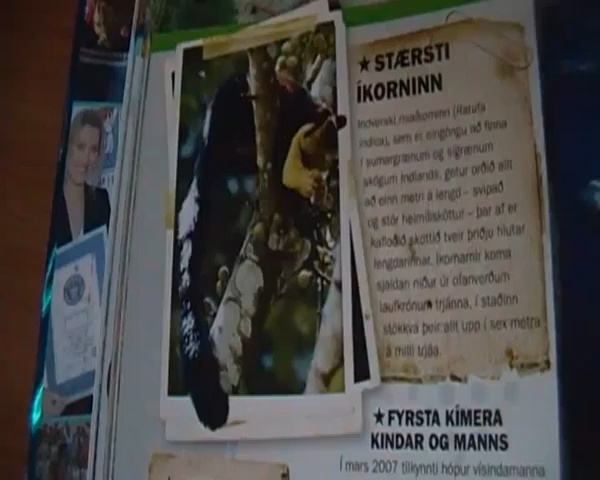 ★ STÆRSTI
ÍKORNINN
Indverski risaíkorninn (Ratufa
indica), sem er eingöngu að finna
í sumargrænum og sígrænum
skógum Indlands, getur orðið allt
að einn metri á lengd – svipað
og stór heimilisköttur – þar af er
kafloðið skottið tveir þriðju hlutar
lengdarinnar. Íkornarnir koma
sjaldan niður úr ofanverðum
laufkrónum trjánna, í staðinn
stökkva þeir allt upp í sex metra
á milli trjáa.
★ FYRSTA KÍMERA
KINDAR OG MANNS
Í mars 2007 tilkynnti hópur vísindamanna